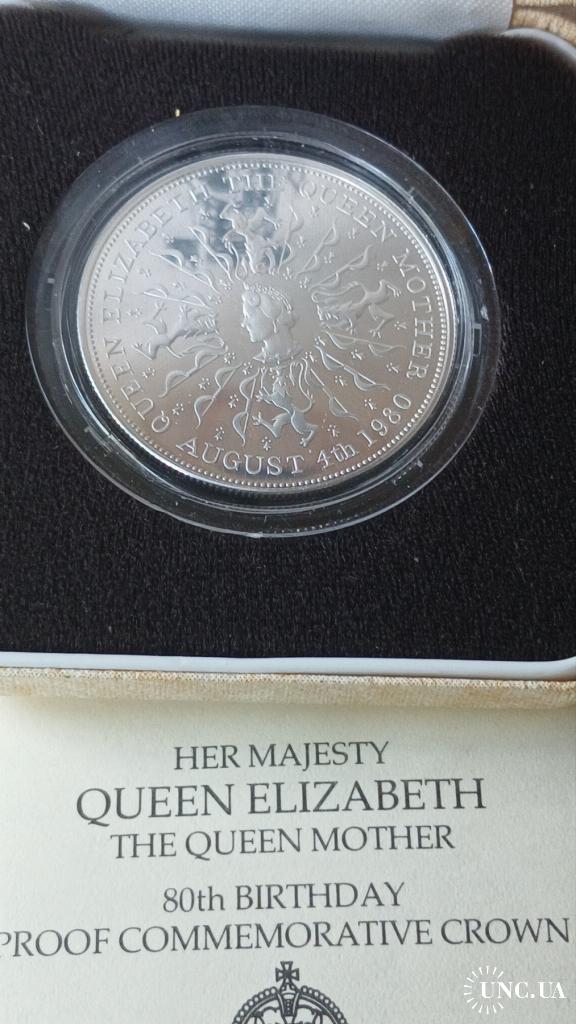 QUEEN ELIZABETH THE QUEEN MOTHER
AUGUST 4th 1980
HER MAJESTY
QUEEN ELIZABETH
THE QUEEN MOTHER
80th BIRTHDAY
PROOF COMMEMORATIVE CROWN
UNC.UA